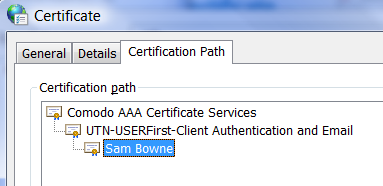 Certificate
General Details Certification Path
Certification path
Comodo AAA Certificate Services
UTN-USERFirst-Client Authentication and Email
Sam Bowne